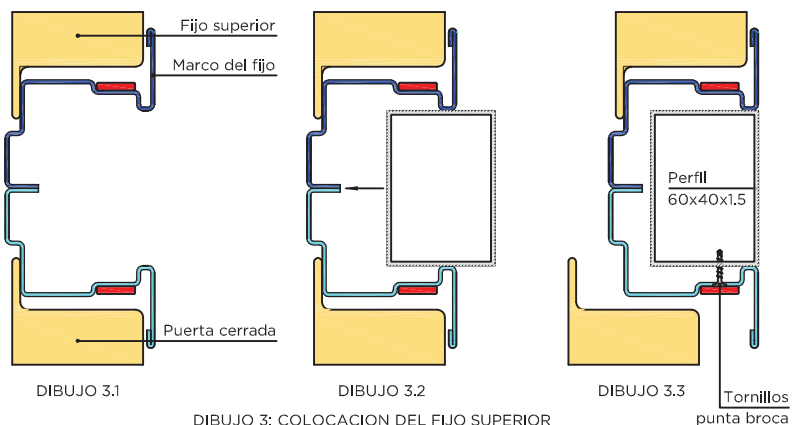 Fijo superior
Marco del fijo
Perfil
60x40x1.5
Puerta cerrada
DIBUJO 3.1
DIBUJO 3.2
DIBUJO 3.3
Tornillos
punta broca
DIBUJO 3: COLOCACION DEL FIJO SUPERIOR